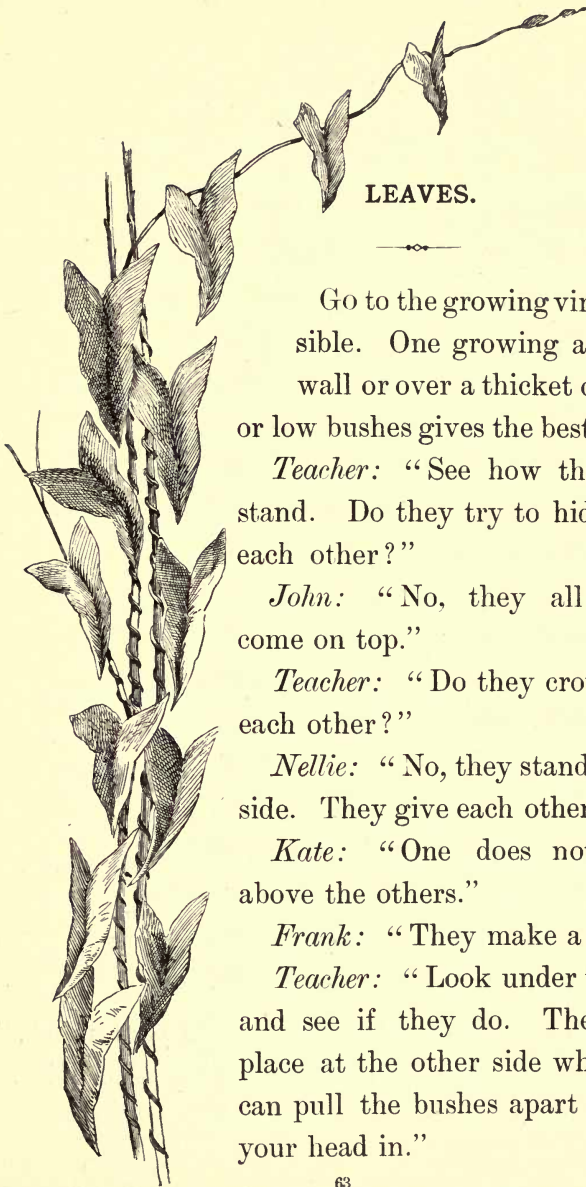 LEAVES.
Go to the growing vin
sible. One growing a
wall or over a thicket
or low bushes gives the best
Teacher: "See how th
stand. Do they try to hid
each other?"
John: "No, they all
come on top."
Teacher: "Do they cro
each other?"
Nellie: "No, they stand
side. They give each other
Kate: "One does no
above the others."
Frank: "They make a
Teacher: "Look under
and see if they do. The
place at the other side wh
can pull the bushes apart
your head in."
63